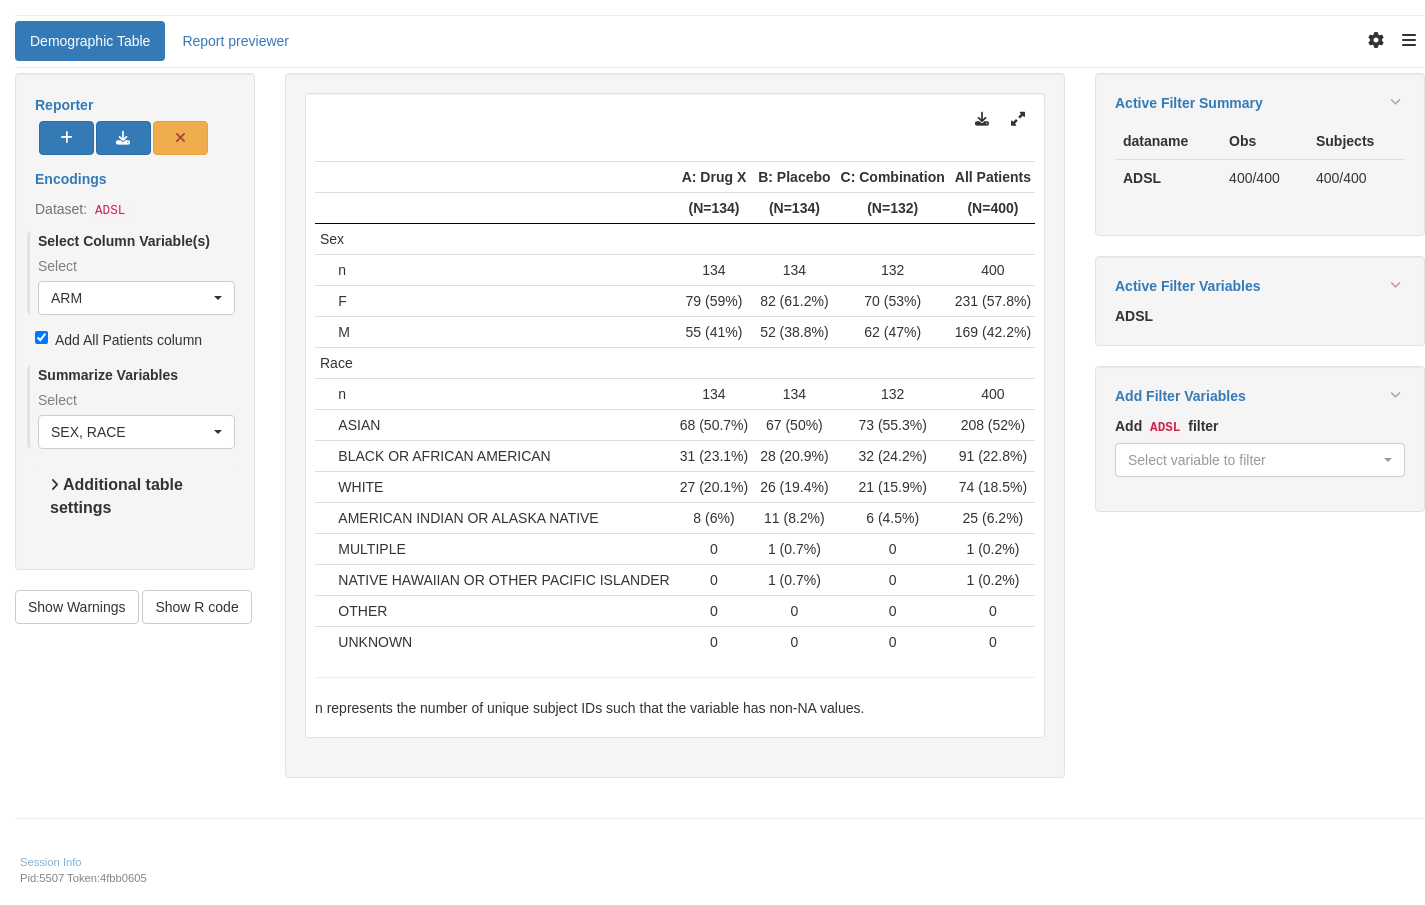 Demographic Table Report previewer
Reporter
Encodings
Dataset: ADSL
Select Column Variable(s)
Select
ARM
Add All Patients column
Summarize Variables
Select
SEX, RACE
Additional table
settings
Show Warnings Show R code
A: Drug X B: Placebo C: Combination All Patients
(N=134) (N=134) (N=132) (N=400)
Sex
n 134 134 132 400
F 79 (59%) 82 (61.2%) 70 (53%) 231 (57.8%)
M 55 (41%) 52 (38.8%) 62 (47%) 169 (42.2%)
Race
n 134 134 132 400
ASIAN 68 (50.7%) 67 (50%) 73 (55.3%) 208 (52%)
BLACK OR AFRICAN AMERICAN 31 (23.1%) 28 (20.9%) 32 (24.2%) 91 (22.8%)
WHITE 27 (20.1%) 26 (19.4%) 21 (15.9%) 74 (18.5%)
AMERICAN INDIAN OR ALASKA NATIVE 8 (6%) 11 (8.2%) 6 (4.5%) 25 (6.2%)
MULTIPLE 0 1 (0.7%) 0 1 (0.2%)
NATIVE HAWAIIAN OR OTHER PACIFIC ISLANDER 0 1 (0.7%) 0 1 (0.2%)
OTHER 0 0 0 0
UNKNOWN 0 0 0 0
n represents the number of unique subject IDs such that the variable has non-NA values.
Active Filter Summary
dataname Obs Subjects
ADSL 400/400 400/400
Active Filter Variables
ADSL
Add Filter Variables
Add ADSL filter
Select variable to filter
Session Info
Pid:5507 Token:4fbb0605